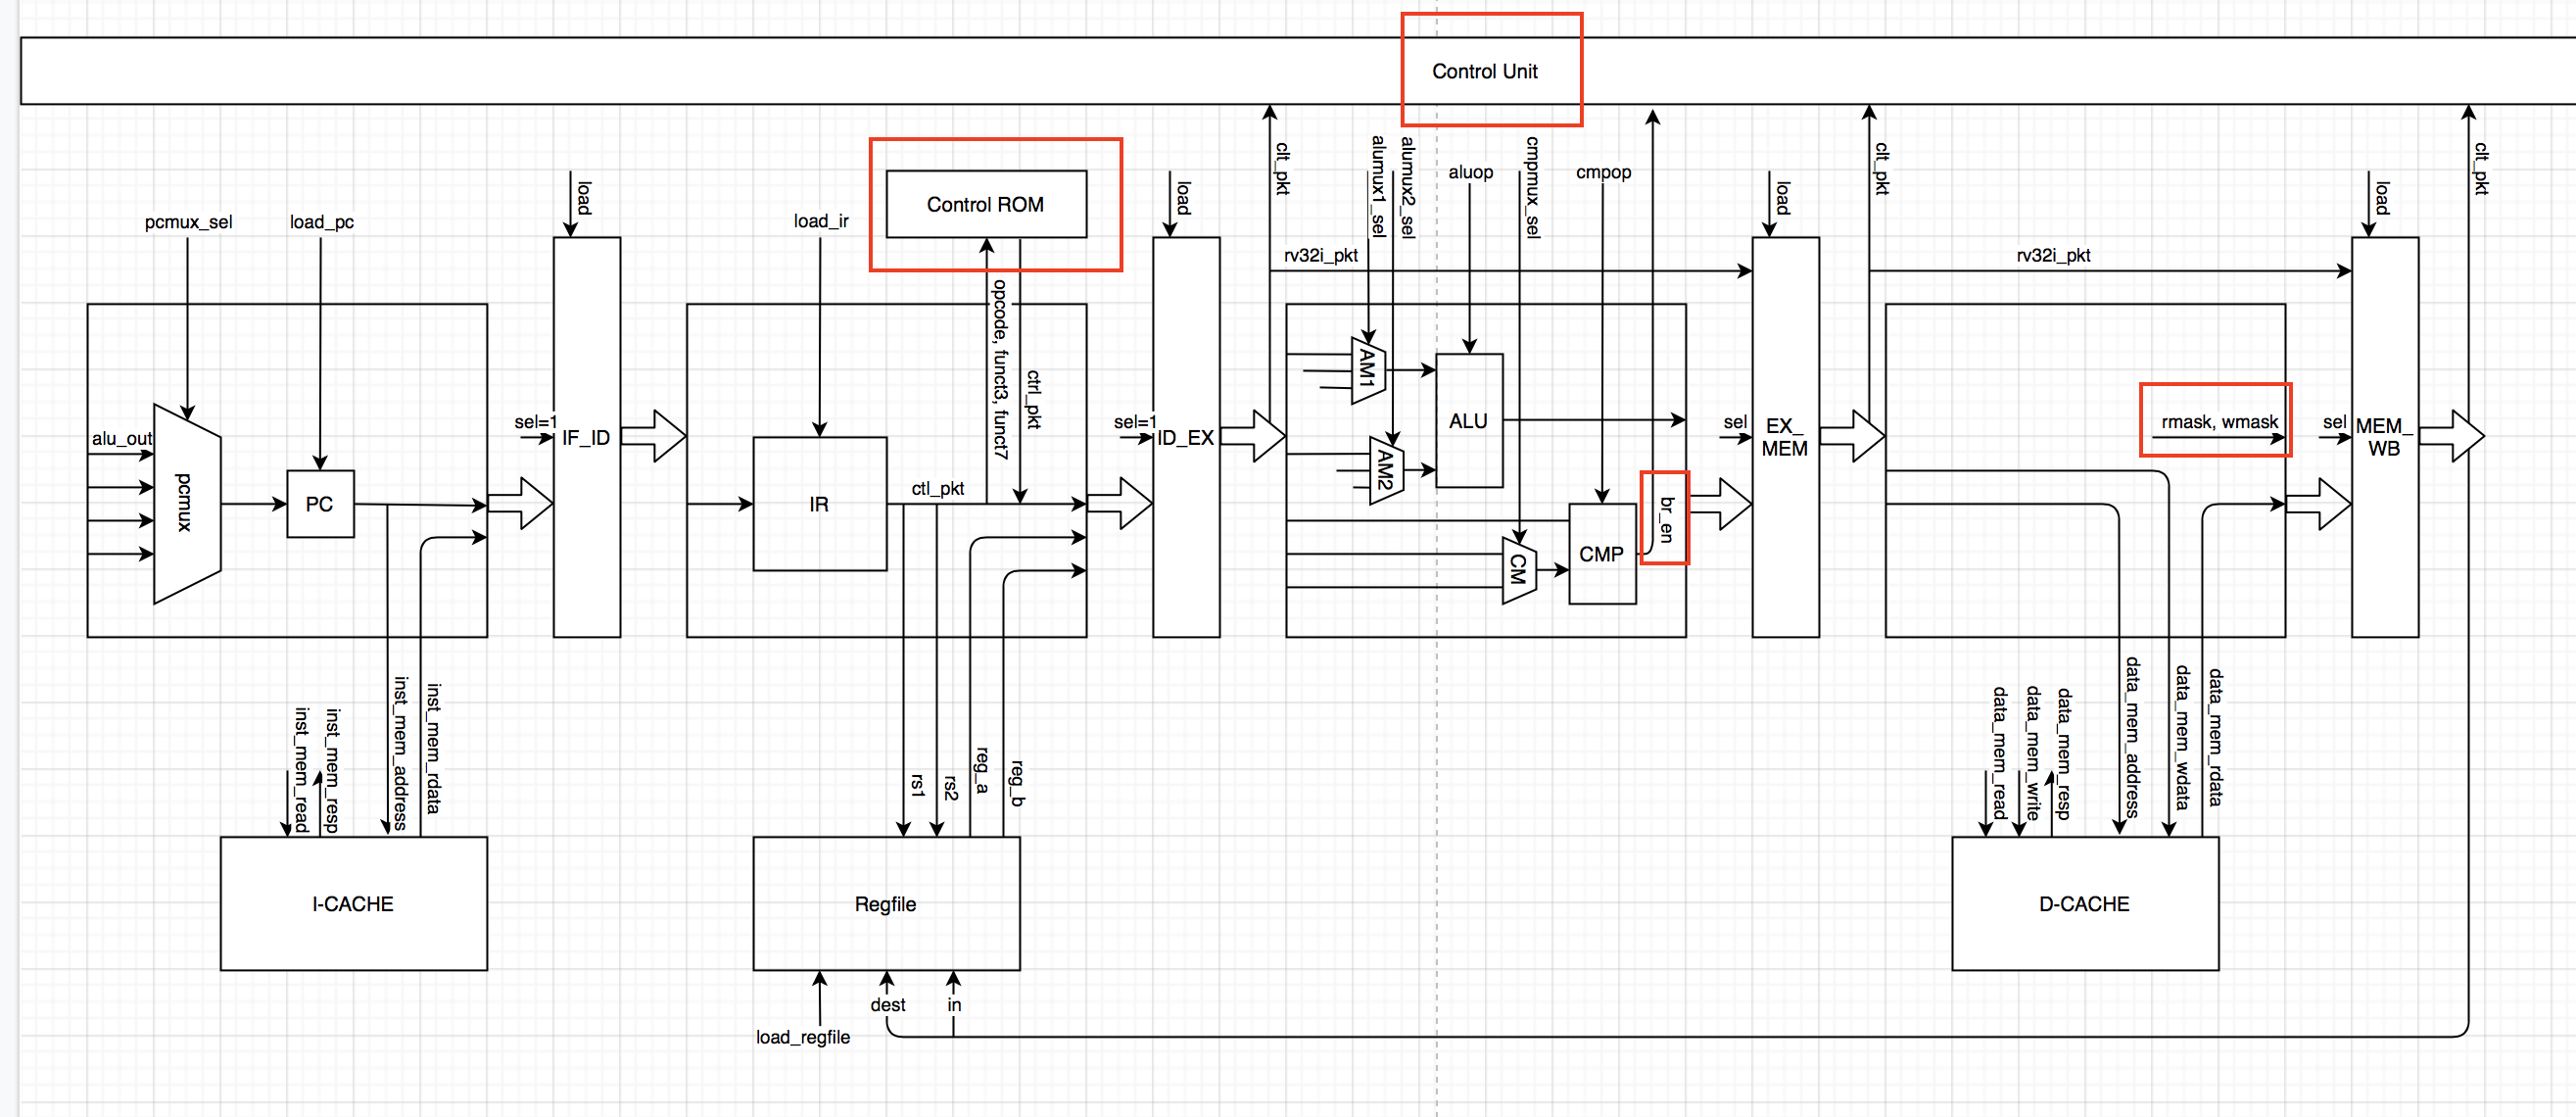 Control Unit
clt_pkt
alumux1_sel
alumux2_sel
aluop
cmpmux_sel
cmpop
clt_pkt
clt_pkt
load
Control ROM
load
load
load
pcmux_sel
load_pc
load_ir
rv32i_pkt
rv32i_pkt
opcode, funct3, funct7
ctrl_pkt
AM1
alu_out
sel=1
IF_ID
sel=1
ID_EX
ALU
sel
EX_
MEM
rmask, wmask
sel
MEM_
WB
AM2
pcmux
PC
ctl_pkt
IR
br_en
CM
CMP
inst_mem_read
inst_mem_resp
inst_mem_address
inst_mem_rdata
rs1
rs2
reg_a
reg_b
data_mem_read
data_mem_write
data_mem_resp
data_mem_address
data_mem_wdata
data_mem_rdata
I-CACHE
Regfile
D-CACHE
dest
in
load_regfile